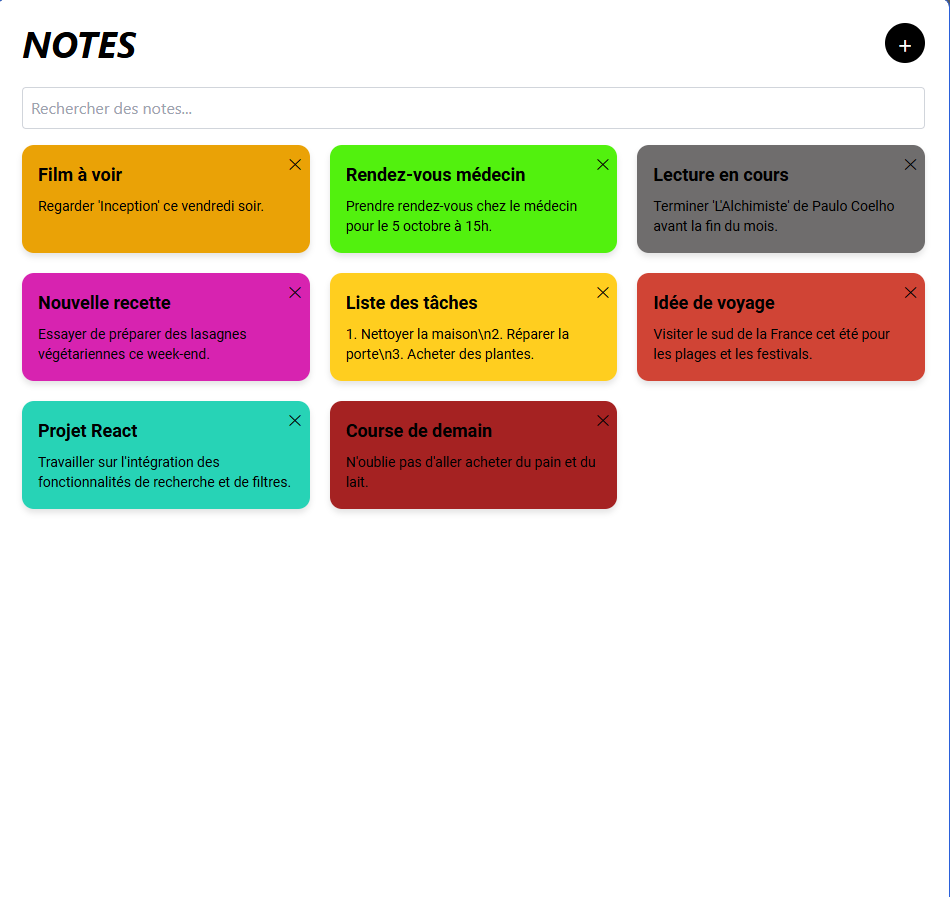 NOTES
+
Rechercher des notes...
Film à voir
Regarder 'Inception' ce vendredi soir.
Rendez-vous médecin
Prendre rendez-vous chez le médecin
pour le 5 octobre à 15h.
Lecture en cours
Terminer 'L'Alchimiste' de Paulo Coelho
avant la fin du mois.
Nouvelle recette
Essayer de préparer des lasagnes
végétariennes ce week-end.
Liste des tâches
1. Nettoyer la maison\n2. Réparer la
porte\n3. Acheter des plantes.
Idée de voyage
Visiter le sud de la France cet été pour
les plages et les festivals.
Projet React
Travailler sur l'intégration des
fonctionnalités de recherche et de filtres.
Course de demain
N'oublie pas d'aller acheter du pain et du
lait.